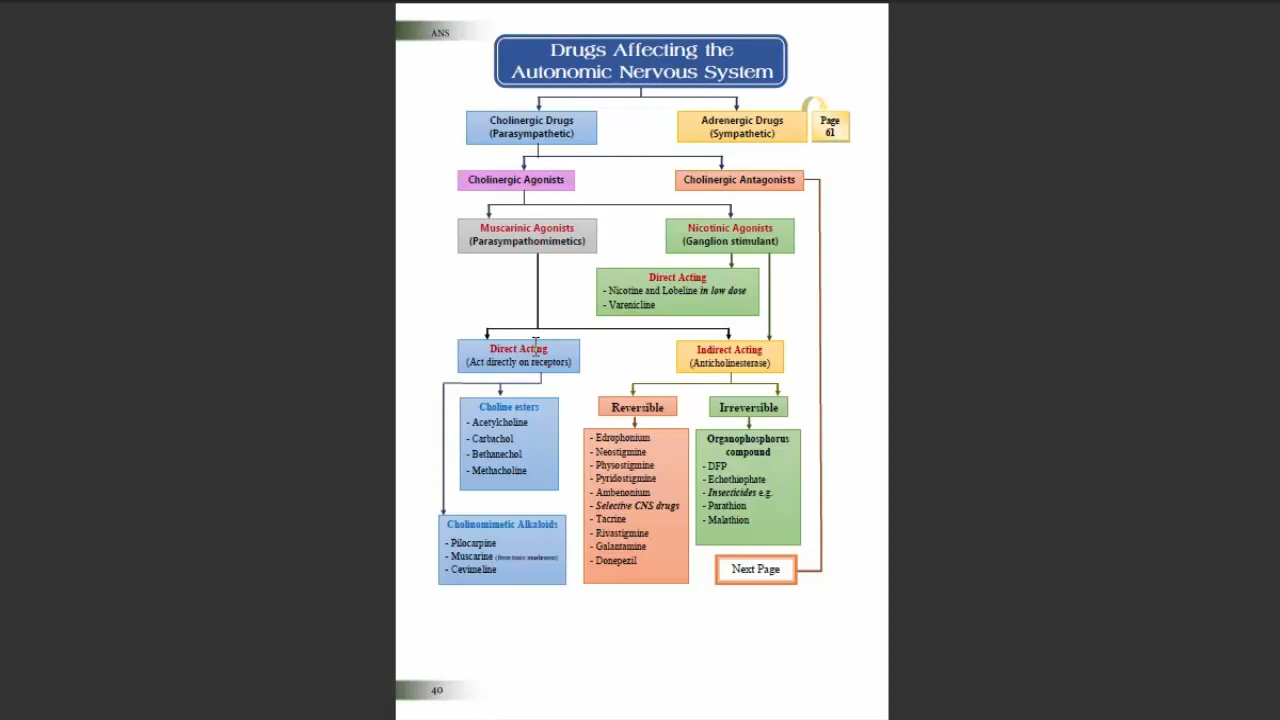 ANS
Drugs Affecting the
Autonomic Nervous System
Cholinergic Drugs
(Parasympathetic)
Adrenergic Drugs
(Sympathetic)
Page
61
Cholinergic Agonists
Cholinergic Antagonists
Muscarinic Agonists
(Parasympathomimetics)
Nicotinic Agonists
(Ganglion stimulant)
Direct Acting
- Nicotine and Lobeline in low dose
- Varenicline
Direct Acting
(Act directly on receptors)
Indirect Acting
(Anticholinesterase)
Choline esters
- Acetylcholine
- Carbachol
- Bethanechol
- Methacholine
Reversible
- Edrophonium
- Neostigmine
- Physostigmine
- Pyridostigmine
- Ambenonium
- Selective CNS drugs
- Tacrine
- Rivastigmine
- Galantamine
- Donepezil
Irreversible
Organophosphorus
compound
- DFP
- Echothiophate
- Insecticides e.g.
- Parathion
- Malathion
Cholinomimetic Alkaloids
- Pilocarpine
- Muscarine (from toxic mushroom)
- Cevimeline
Next Page
40